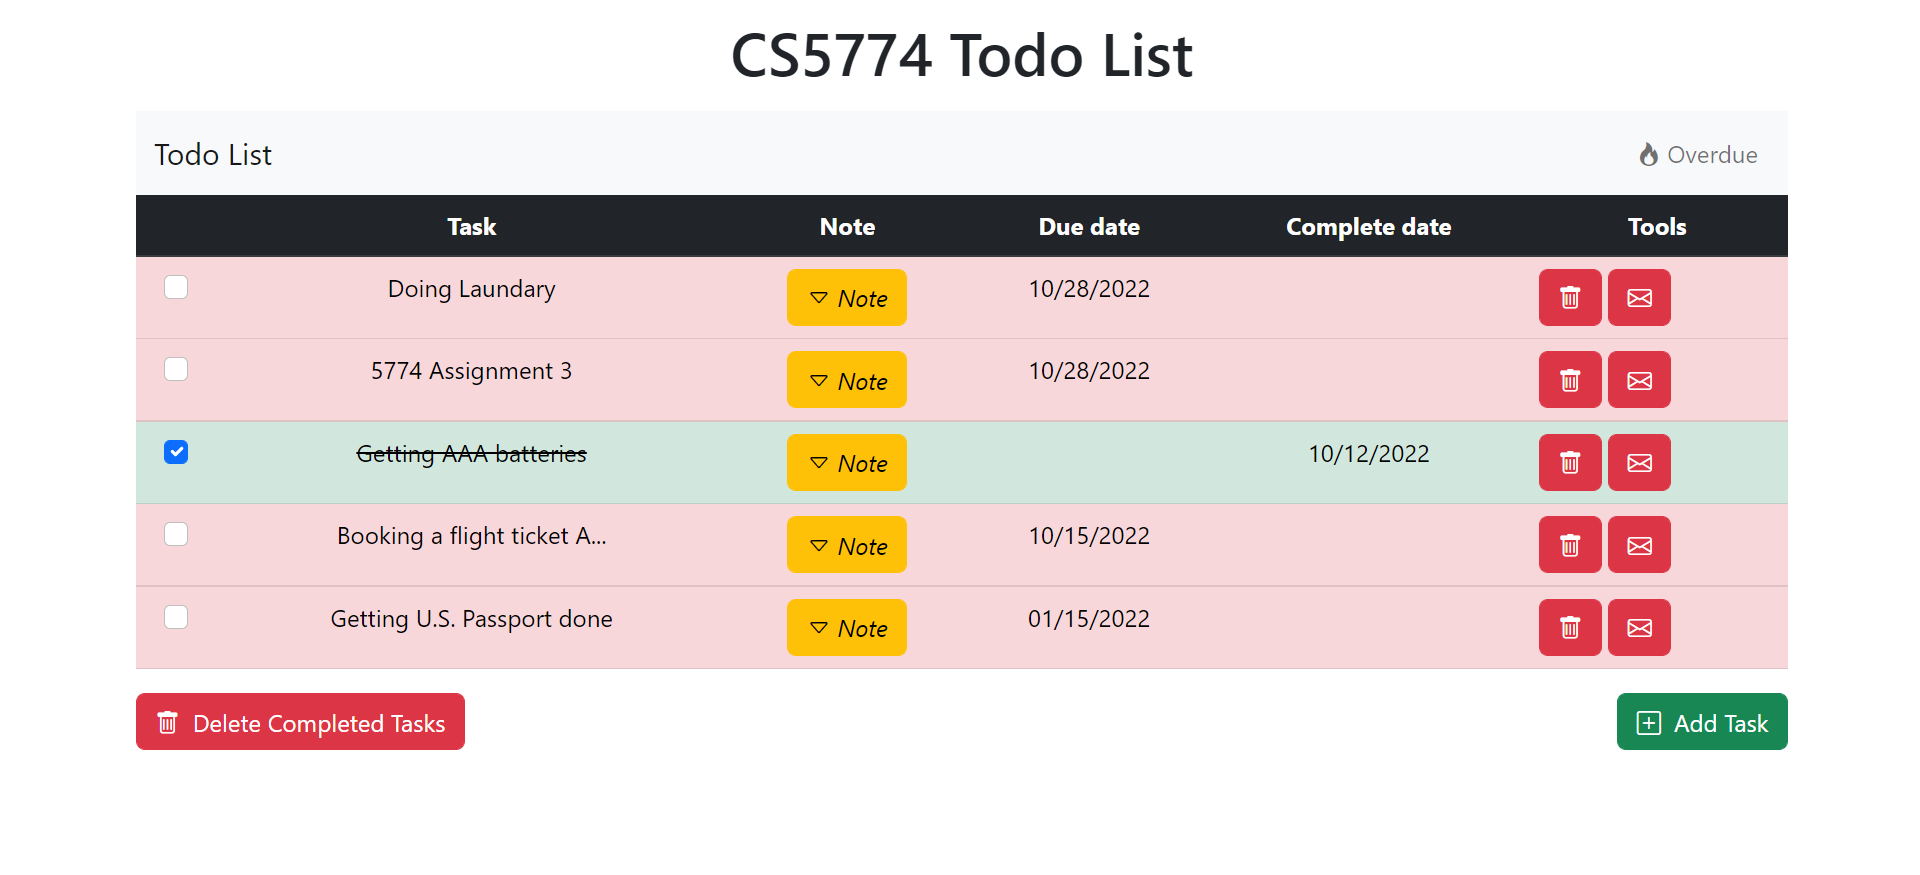 CS5774 Todo List
Todo List Overdue
Task Note Due date Complete date Tools
Doing Laundary Note 10/28/2022
5774 Assignment 3 Note 10/28/2022
Getting AAA batteries Note 10/12/2022
Booking a flight ticket A... Note 10/15/2022
Getting U.S. Passport done Note 01/15/2022
Delete Completed Tasks Add Task